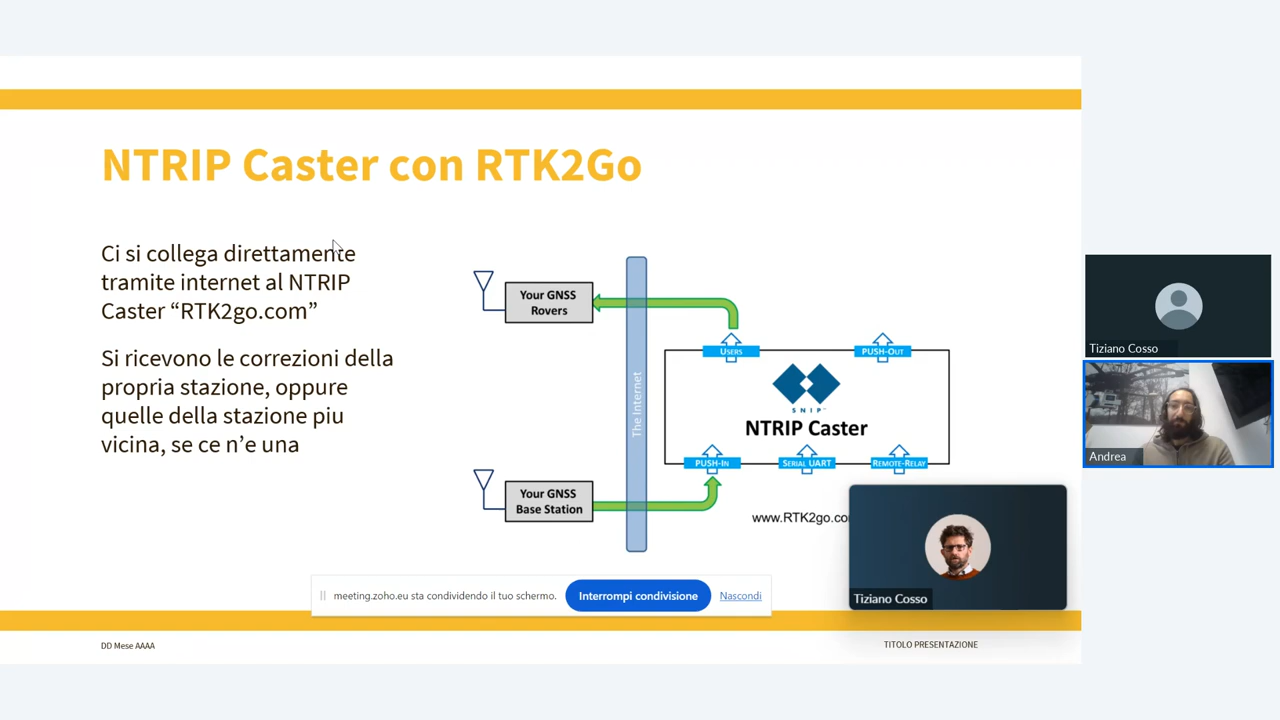 NTRIP Caster con RTK2Go
Ci si collega direttamente
tramite internet al NTRIP
Caster “RTK2go.com”
Si ricevono le correzioni della
propria stazione, oppure
quelle della stazione piu
vicina, se ce n’e una
Your GNSS
Rovers
The Internet
USERS
PUSH-OUT
SNIP
NTRIP Caster
PUSH-IN
SERIAL UART
REMOTE-RELAY
Your GNSS
Base Station
www.RTK2go.co
Tiziano Cosso
Andrea
Tiziano Cosso
meeting.zoho.eu sta condividendo il tuo schermo.
Interrompi condivisione
Nascondi
DD Mese AAAA
TITOLO PRESENTAZIONE